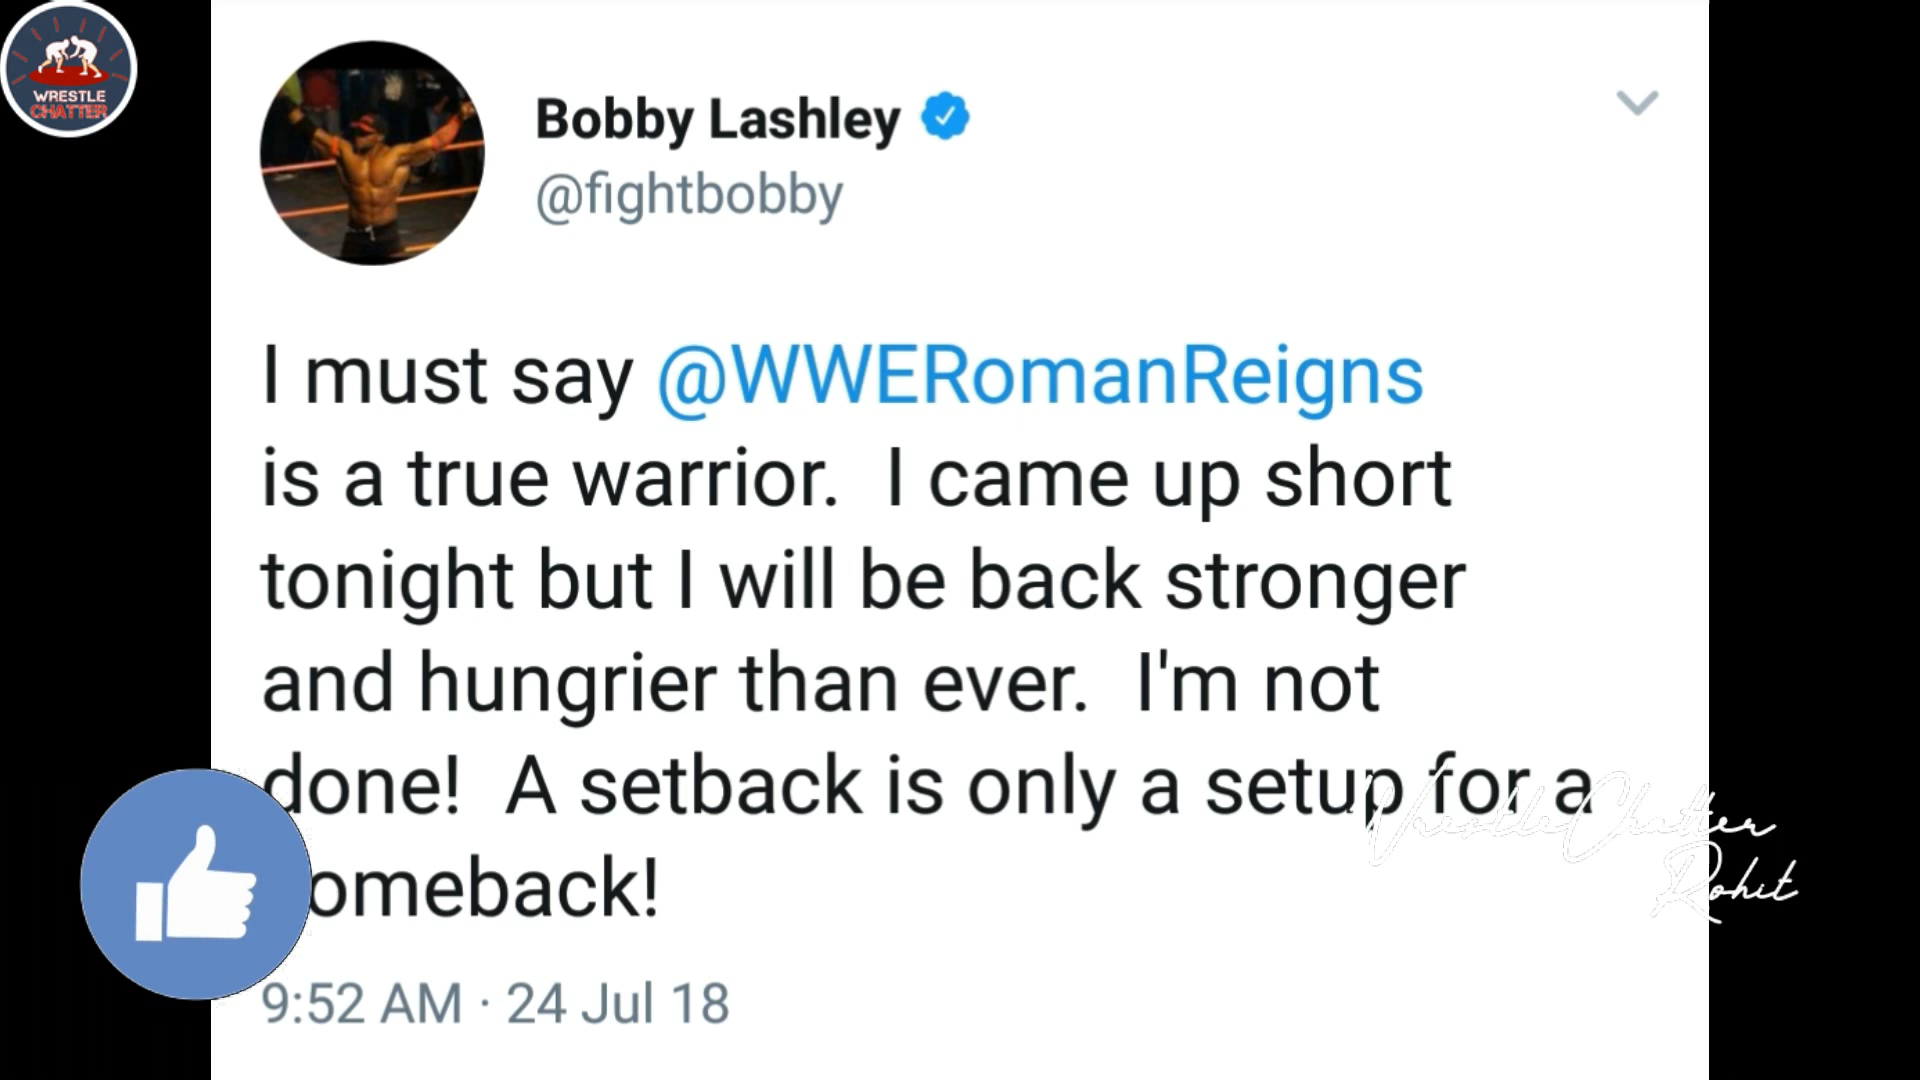 WRESTLE
CHATTER
Bobby Lashley
@fightbobby
I must say @WWERomanReigns
is a true warrior.  I came up short
tonight but I will be back stronger
and hungrier than ever.  I'm not
done!  A setback is only a setup for a
omeback!
9:52 AM · 24 Jul 18
WrestleChatter
Rohit